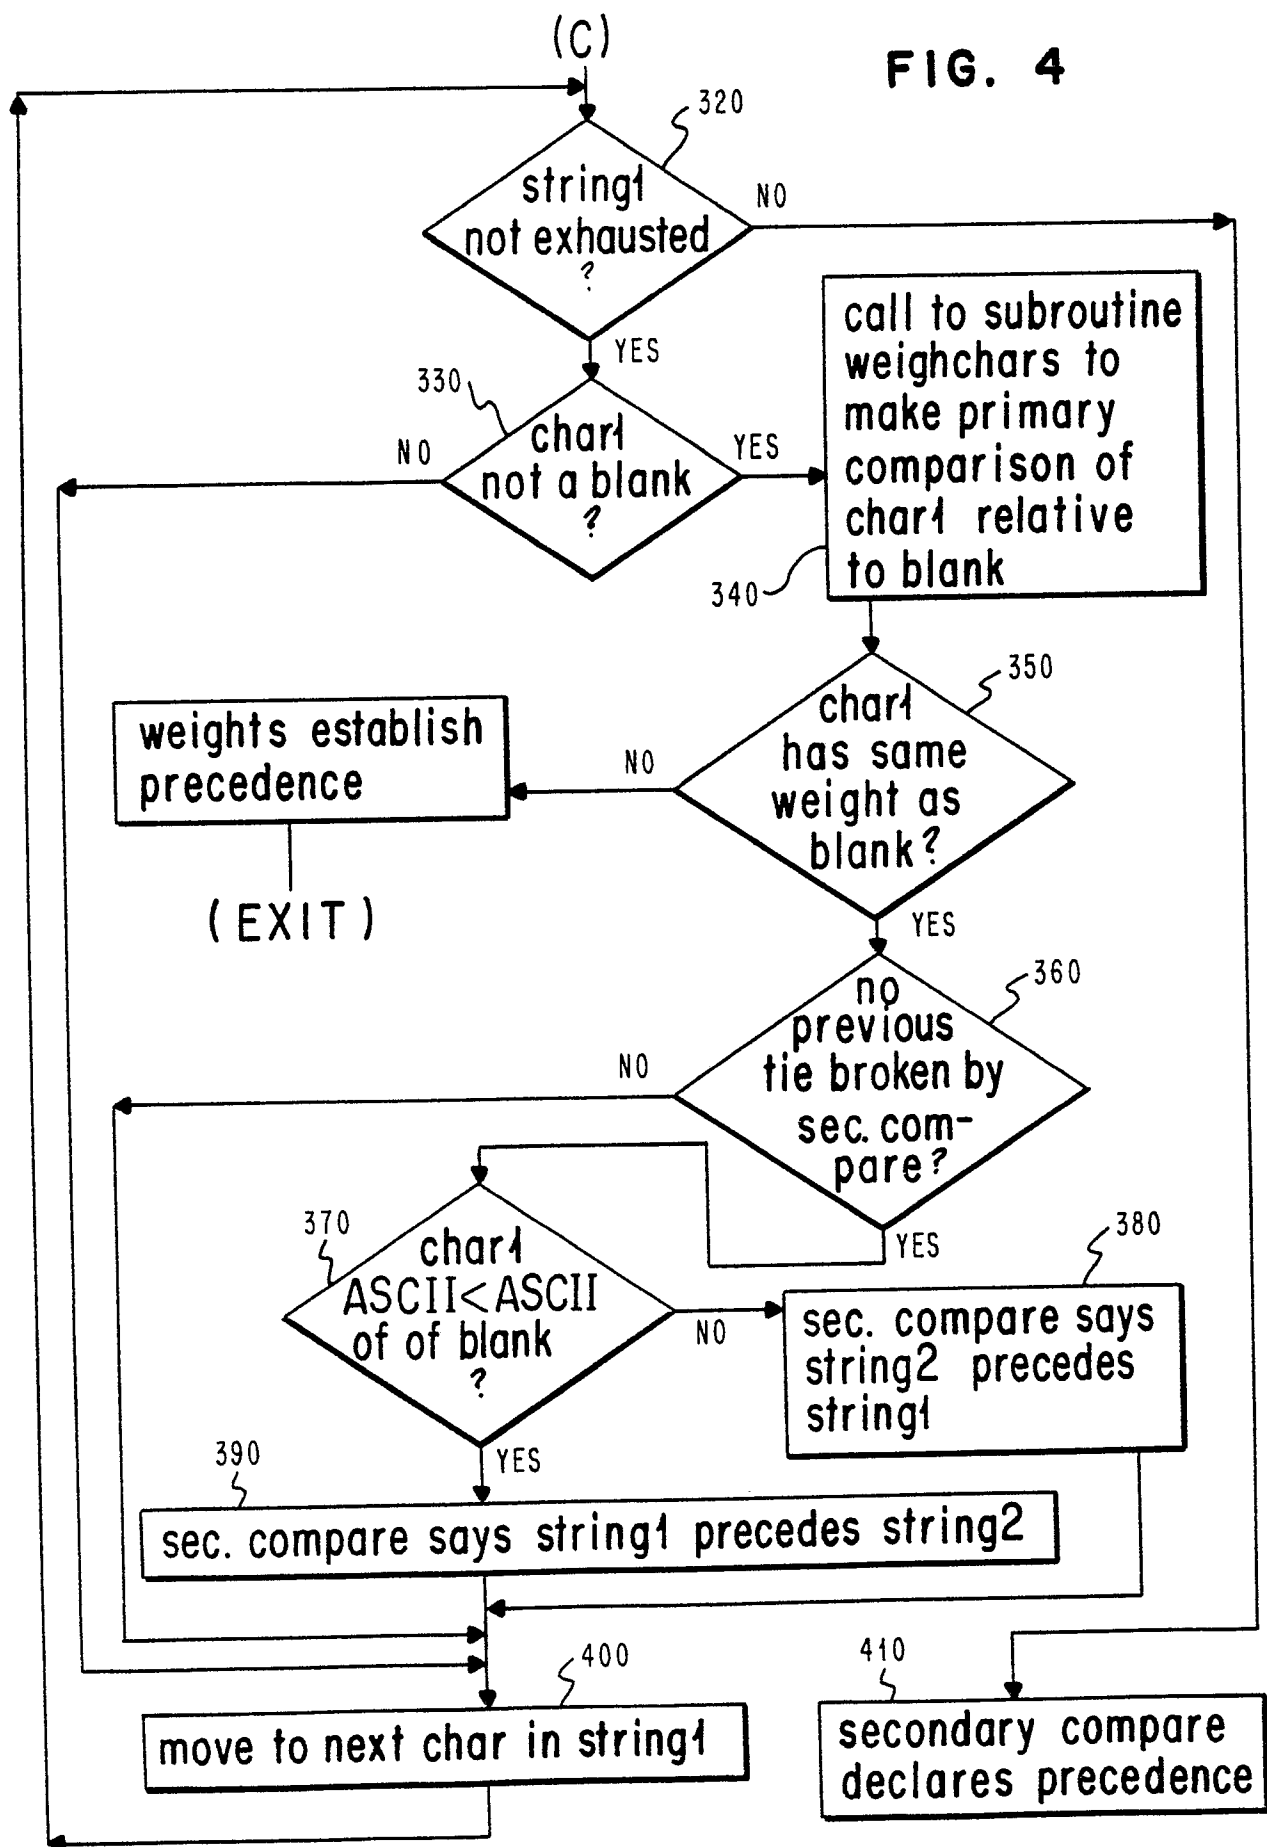 (C)
FIG. 4
320
string1
not exhausted
?
NO
YES
330
char1
not a blank
?
NO
YES
call to subroutine
weighchars to
make primary
comparison of
char1 relative
to blank
340
350
char1
has same
weight as
blank?
NO
weights establish
precedence
(EXIT)
YES
360
no
previous
tie broken by
sec. com-
pare?
NO
YES
370
char1
ASCII<ASCII
of of blank
?
NO
380
sec. compare says
string2 precedes
string1
YES
390
sec. compare says string1 precedes string2
400
move to next char in string1
410
secondary compare
declares precedence